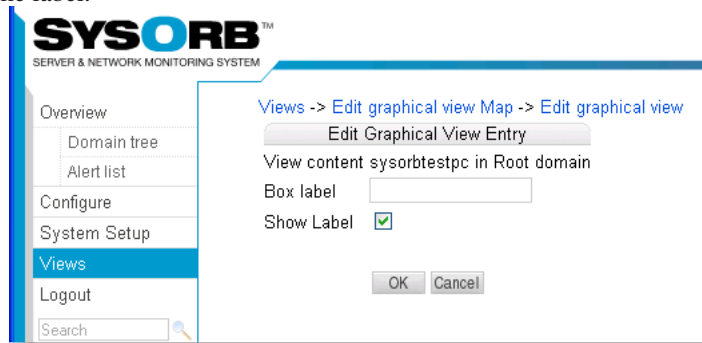 ne label.
SYSORB™
SERVER & NETWORK MONITORING SYSTEM
Overview
Domain tree
Alert list
Configure
System Setup
Views
Logout
Search
Views -> Edit graphical view Map -> Edit graphical view
Edit Graphical View Entry
View content sysorbtestpc in Root domain
Box label
Show Label
OK Cancel